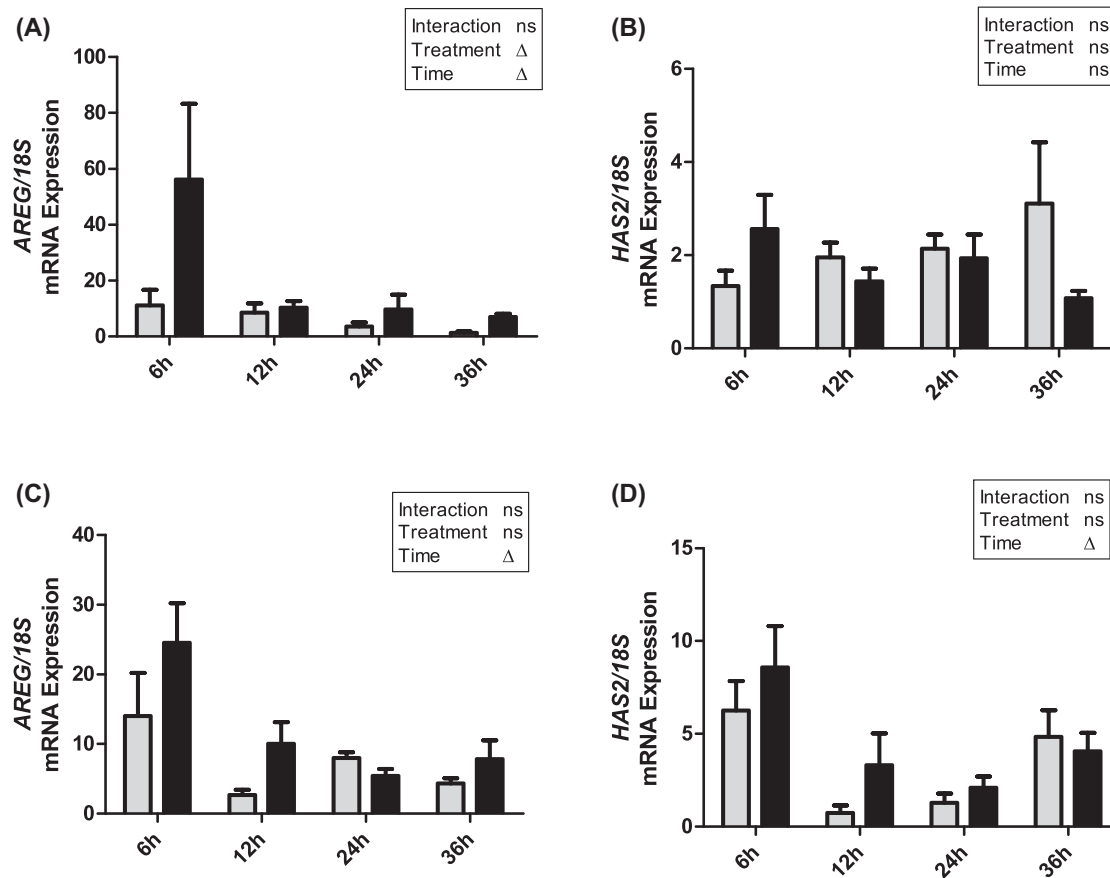 (A)
Interaction ns
Treatment Δ
Time Δ
AREG/18S
mRNA Expression
100
80
60
40
20
0
6h
12h
24h
36h
(B)
Interaction ns
Treatment ns
Time ns
HAS2/18S
mRNA Expression
6
4
2
0
6h
12h
24h
36h
(C)
Interaction ns
Treatment ns
Time Δ
AREG/18S
mRNA Expression
40
30
20
10
0
6h
12h
24h
36h
(D)
Interaction ns
Treatment ns
Time Δ
HAS2/18S
mRNA Expression
15
10
5
0
6h
12h
24h
36h